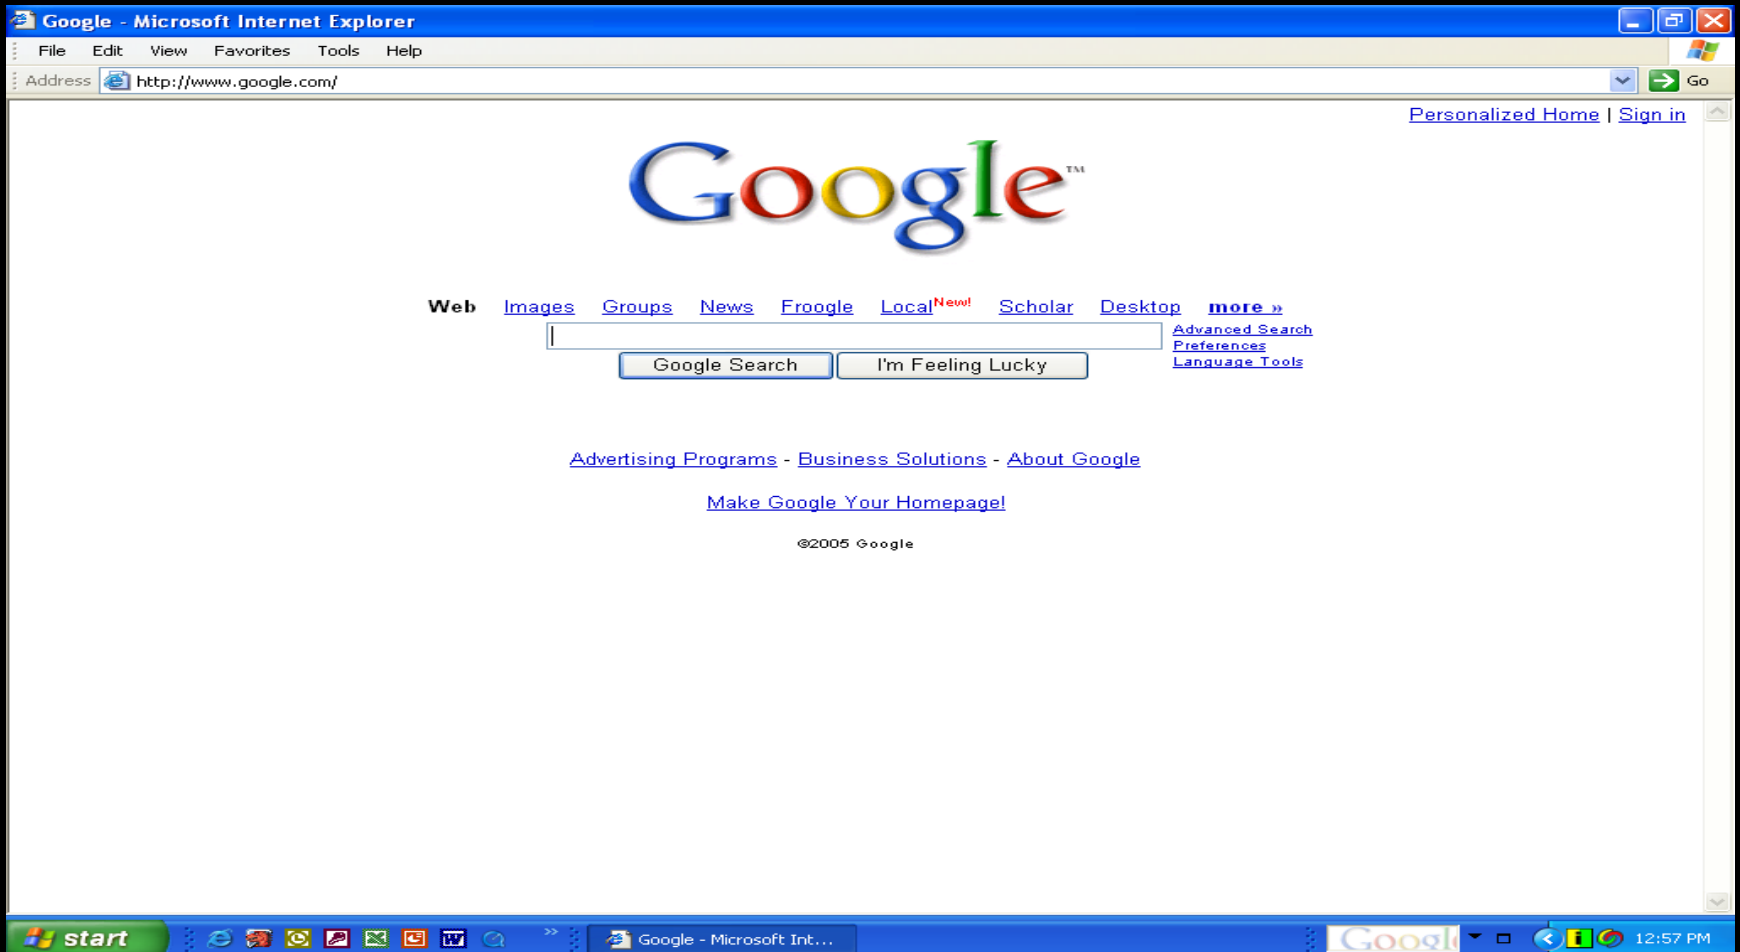 Google - Microsoft Internet Explorer
File Edit View Favorites Tools Help
Address http://www.google.com/ Go
Personalized Home | Sign in
Google™
Web Images Groups News Froogle Local New! Scholar Desktop more »
Advanced Search
Preferences
Language Tools
Google Search I'm Feeling Lucky
Advertising Programs - Business Solutions - About Google
Make Google Your Homepage!
©2005 Google
start » Google - Microsoft Int... Googl 12:57 PM